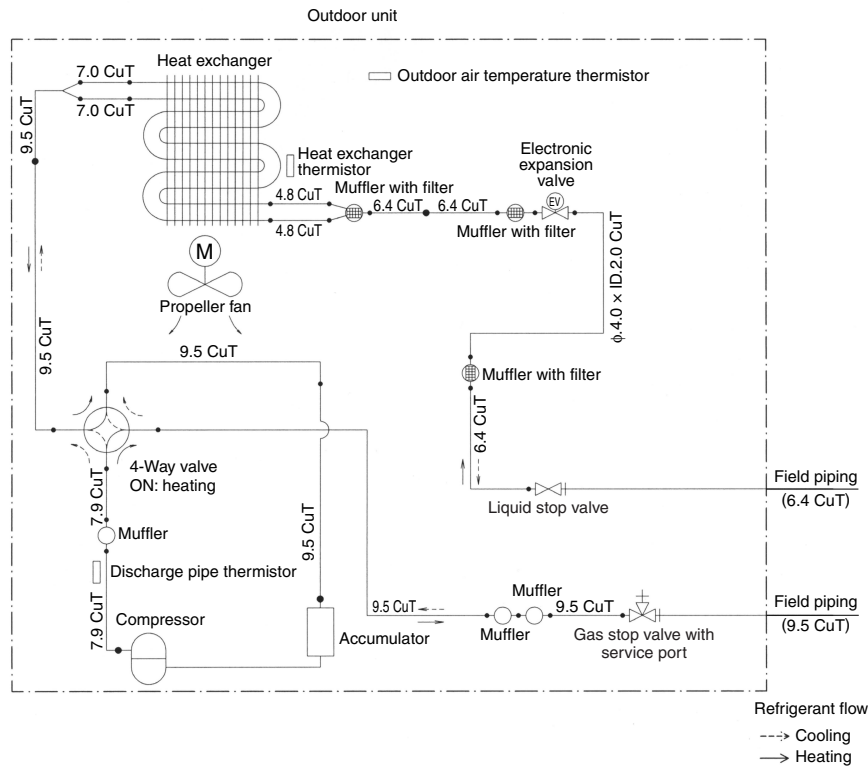 Outdoor unit
Heat exchanger
7.0 CuT
7.0 CuT
Outdoor air temperature thermistor
9.5 CuT
Heat exchanger
thermistor
Electronic
expansion
valve
EV
Muffler with filter
4.8 CuT
6.4 CuT
6.4 CuT
4.8 CuT
Muffler with filter
M
Propeller fan
ϕ.4.0 × ID.2.0 CuT
9.5 CuT
9.5 CuT
Muffler with filter
6.4 CuT
4-Way valve
ON: heating
7.9 CuT
Muffler
Liquid stop valve
Field piping
(6.4 CuT)
9.5 CuT
Discharge pipe thermistor
7.9 CuT
Compressor
Accumulator
9.5 CuT
Muffler
Muffler
9.5 CuT
Gas stop valve with
service port
Field piping
(9.5 CuT)
Refrigerant flow
Cooling
Heating